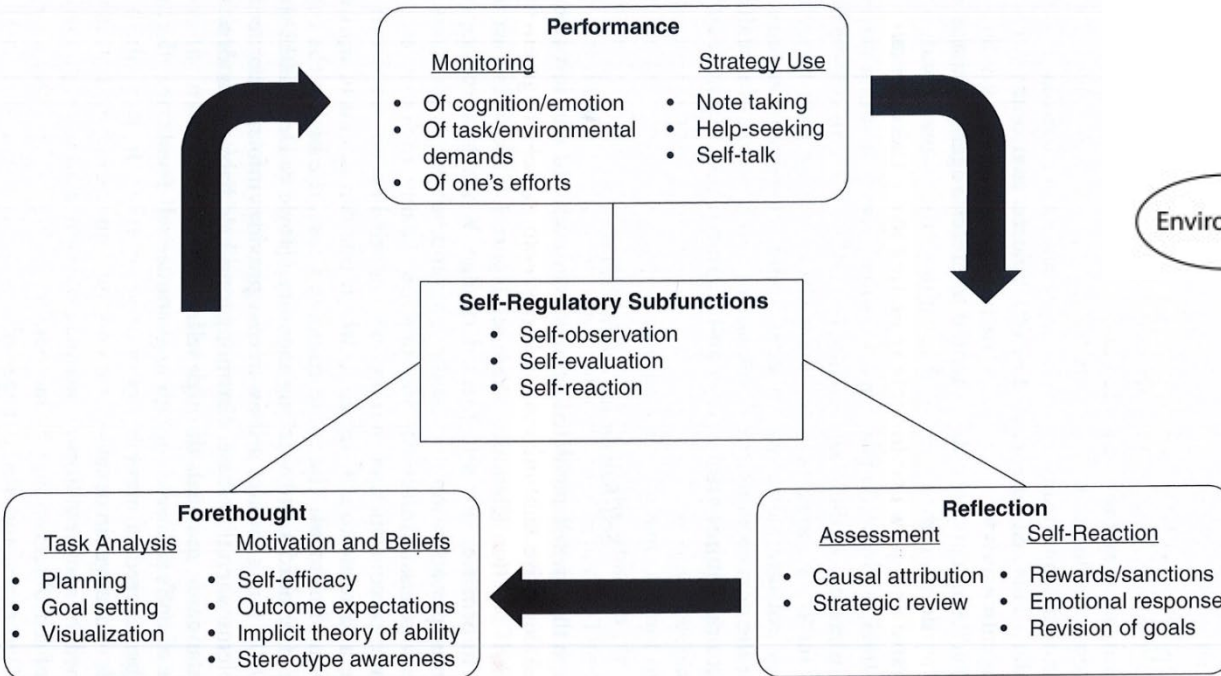 Performance
Monitoring
• Of cognition/emotion
• Of task/environmental
demands
• Of one's efforts
Strategy Use
• Note taking
• Help-seeking
• Self-talk
Self-Regulatory Subfunctions
• Self-observation
• Self-evaluation
• Self-reaction
Forethought
Task Analysis
• Planning
• Goal setting
• Visualization
Motivation and Beliefs
• Self-efficacy
• Outcome expectations
• Implicit theory of ability
• Stereotype awareness
Reflection
Assessment
• Causal attribution
• Strategic review
Self-Reaction
• Rewards/sanctions
• Emotional response
• Revision of goals
Enviro